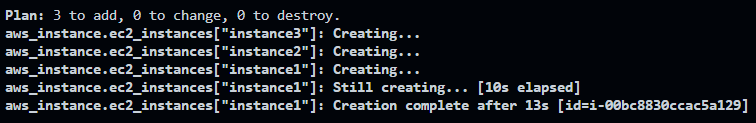 Plan: 3 to add, 0 to change, 0 to destroy.
aws_instance.ec2_instances["instance3"]: Creating...
aws_instance.ec2_instances["instance2"]: Creating...
aws_instance.ec2_instances["instance1"]: Creating...
aws_instance.ec2_instances["instance1"]: Still creating... [10s elapsed]
aws_instance.ec2_instances["instance1"]: Creation complete after 13s [id=i-00bc8830ccac5a129]